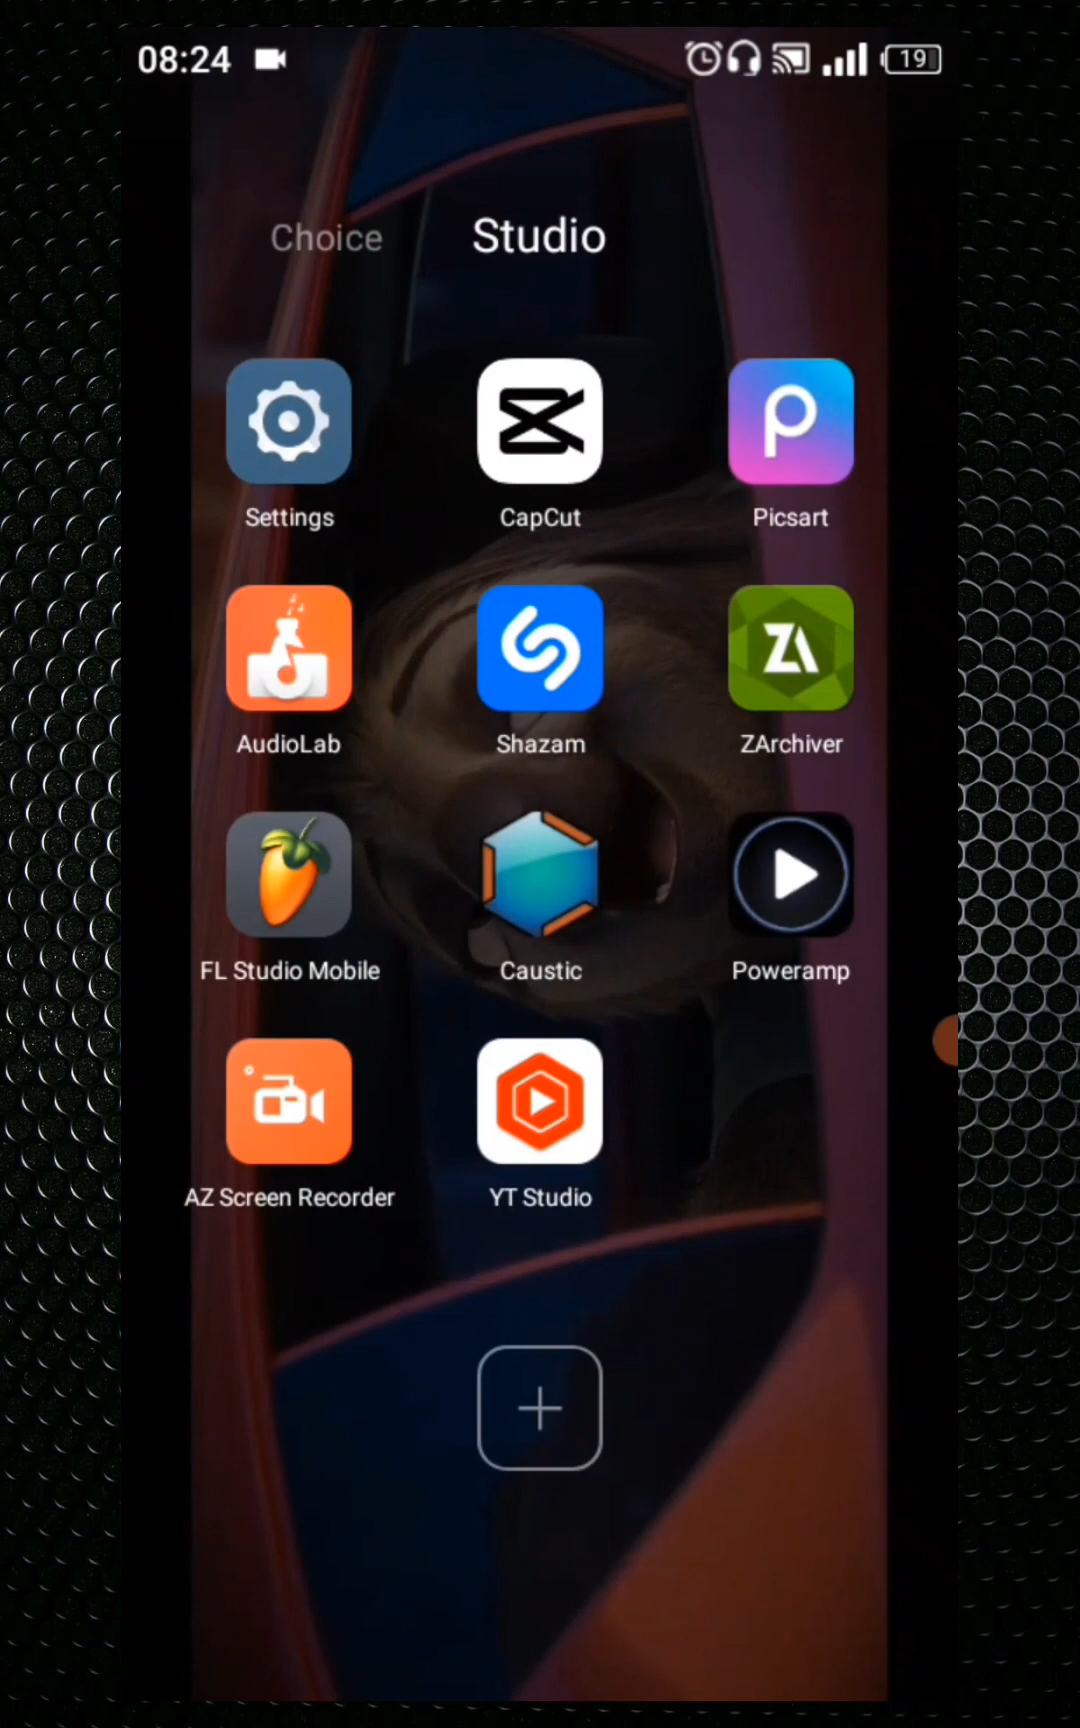 08:24 19
Choice Studio
Settings CapCut Picsart
AudioLab Shazam ZArchiver
FL Studio Mobile Caustic Poweramp
AZ Screen Recorder YT Studio